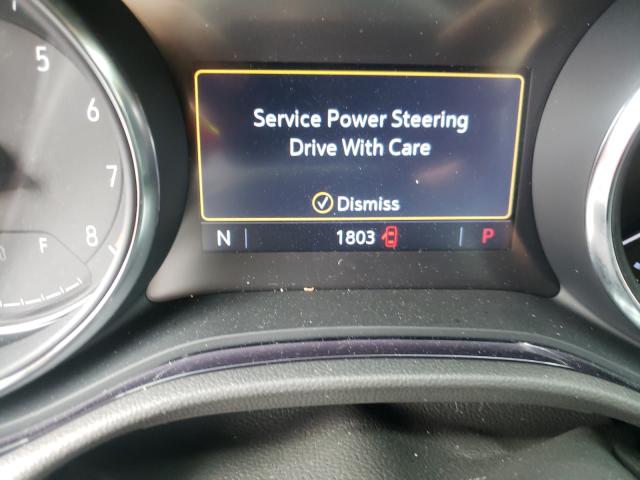 Service Power Steering
Drive With Care
Dismiss
N 1803 P
5
6
7
8
F